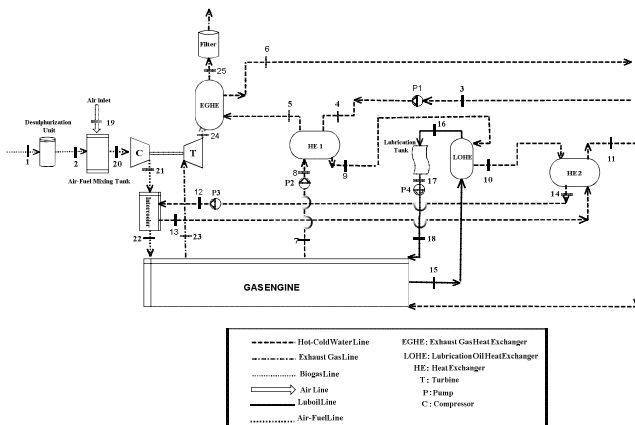 6
Filter
25
P1
3
EGHE
5
4
Air Inlet
Desulphurization
Unit
19
24
16
Lubrication
Tank
LOHE
11
1
2
20
C
T
HE 1
9
10
HE2
Air-Fuel Mixing Tank
21
8
P2
17
P4
14
12
P3
Intercooler
13
22
23
7
18
15
GAS ENGINE
Hot-Cold Water Line
Exhaust Gas Line
Biogas Line
Air Line
Luboil Line
Air-Fuel Line
EGHE: Exhaust Gas Heat Exchanger
LOHE: Lubrication Oil Heat Exchanger
HE: Heat Exchanger
T: Turbine
P: Pump
C: Compressor